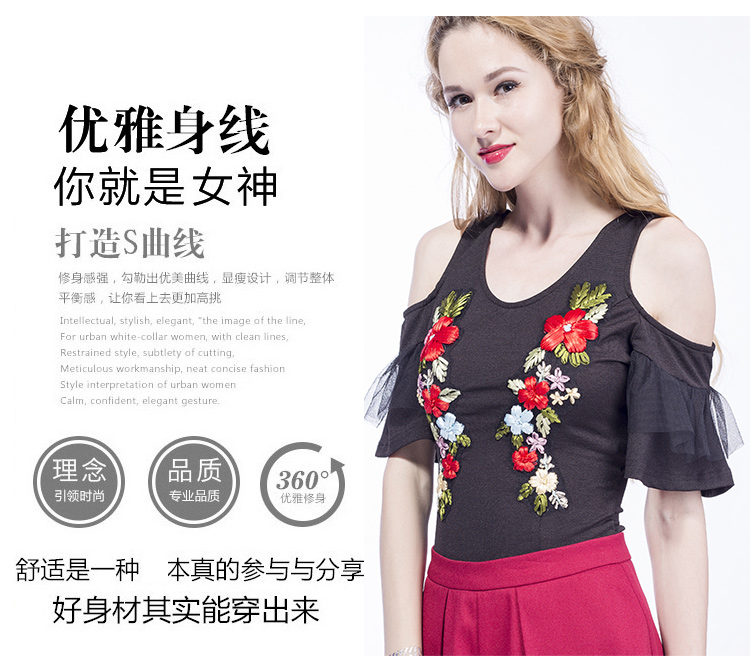 优雅身线
你就是女神
打造S曲线
修身感强，勾勒出优美曲线，显瘦设计，调节整体
平衡感，让你看上去更加高挑
Intellectual, stylish, elegant, "the image of the line,
For urban white-collar women, with clean lines,
Restrained style, subtlety of cutting,
Meticulous workmanship, neat concise fashion
Style interpretation of urban women
Calm, confident, elegant gesture.
理念
引领时尚
品质
专业品质
360°
优雅修身
舒适是一种 本真的参与与分享
好身材其实能穿出来